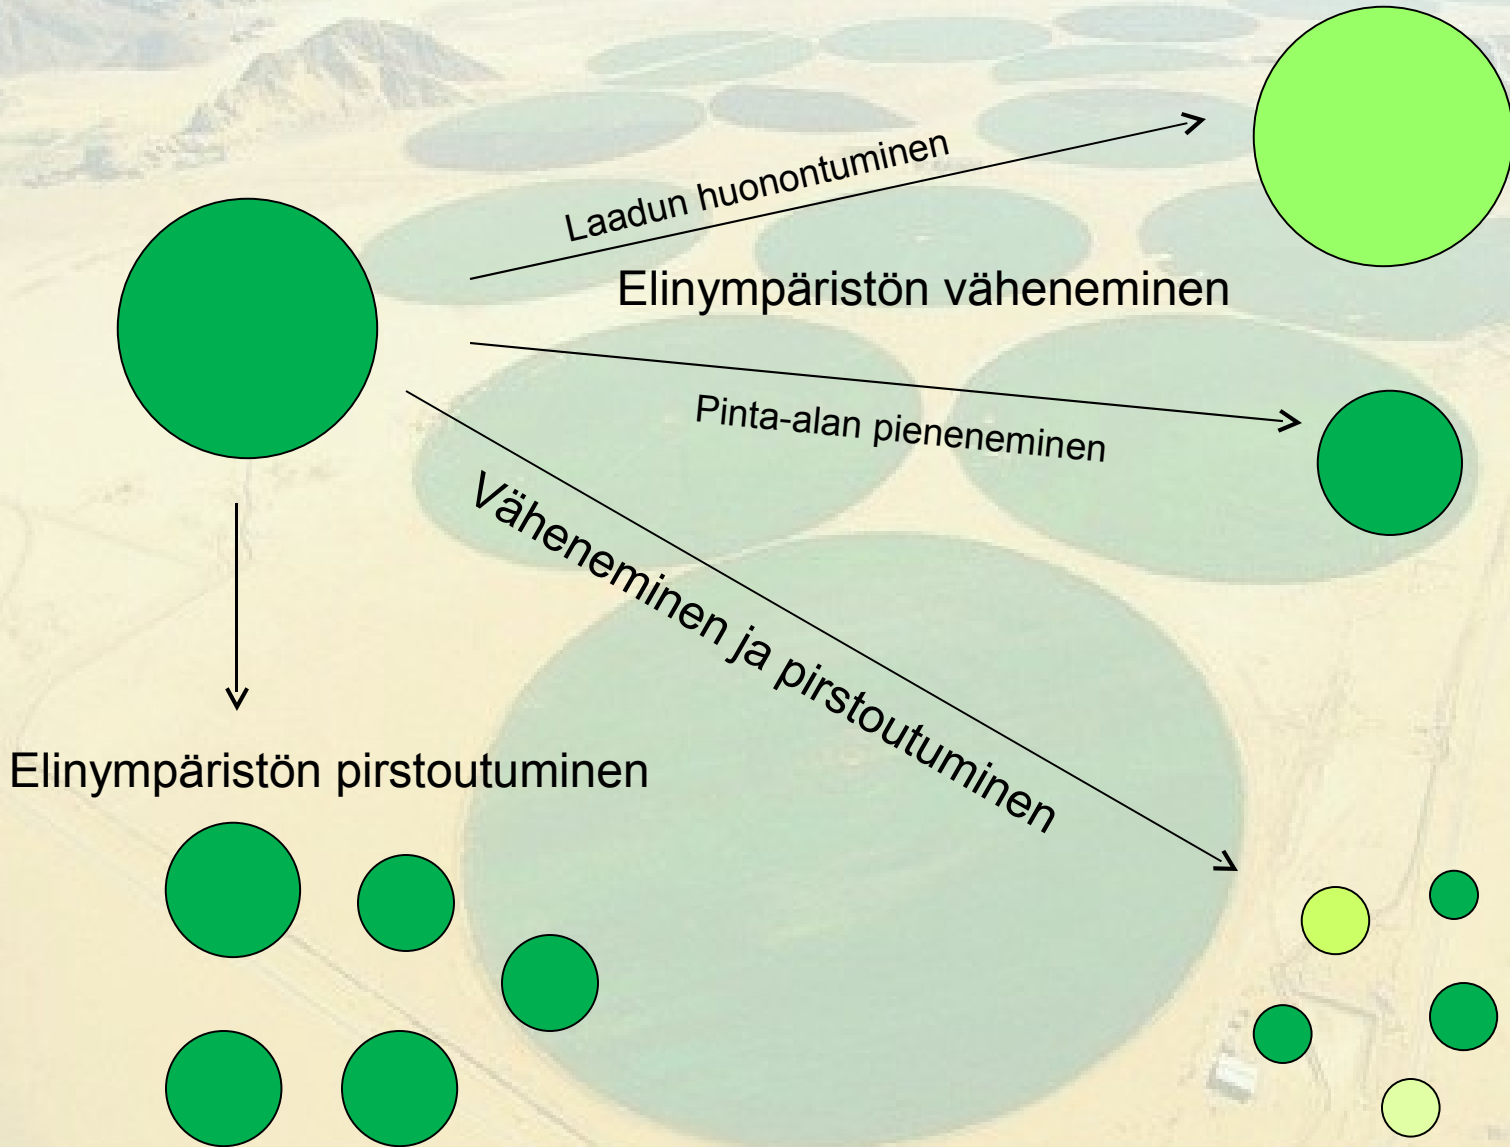 Laadun huonontuminen
Elinympäristön väheneminen
Pinta-alan pieneneminen
Väheneminen ja pirstoutuminen
Elinympäristön pirstoutuminen